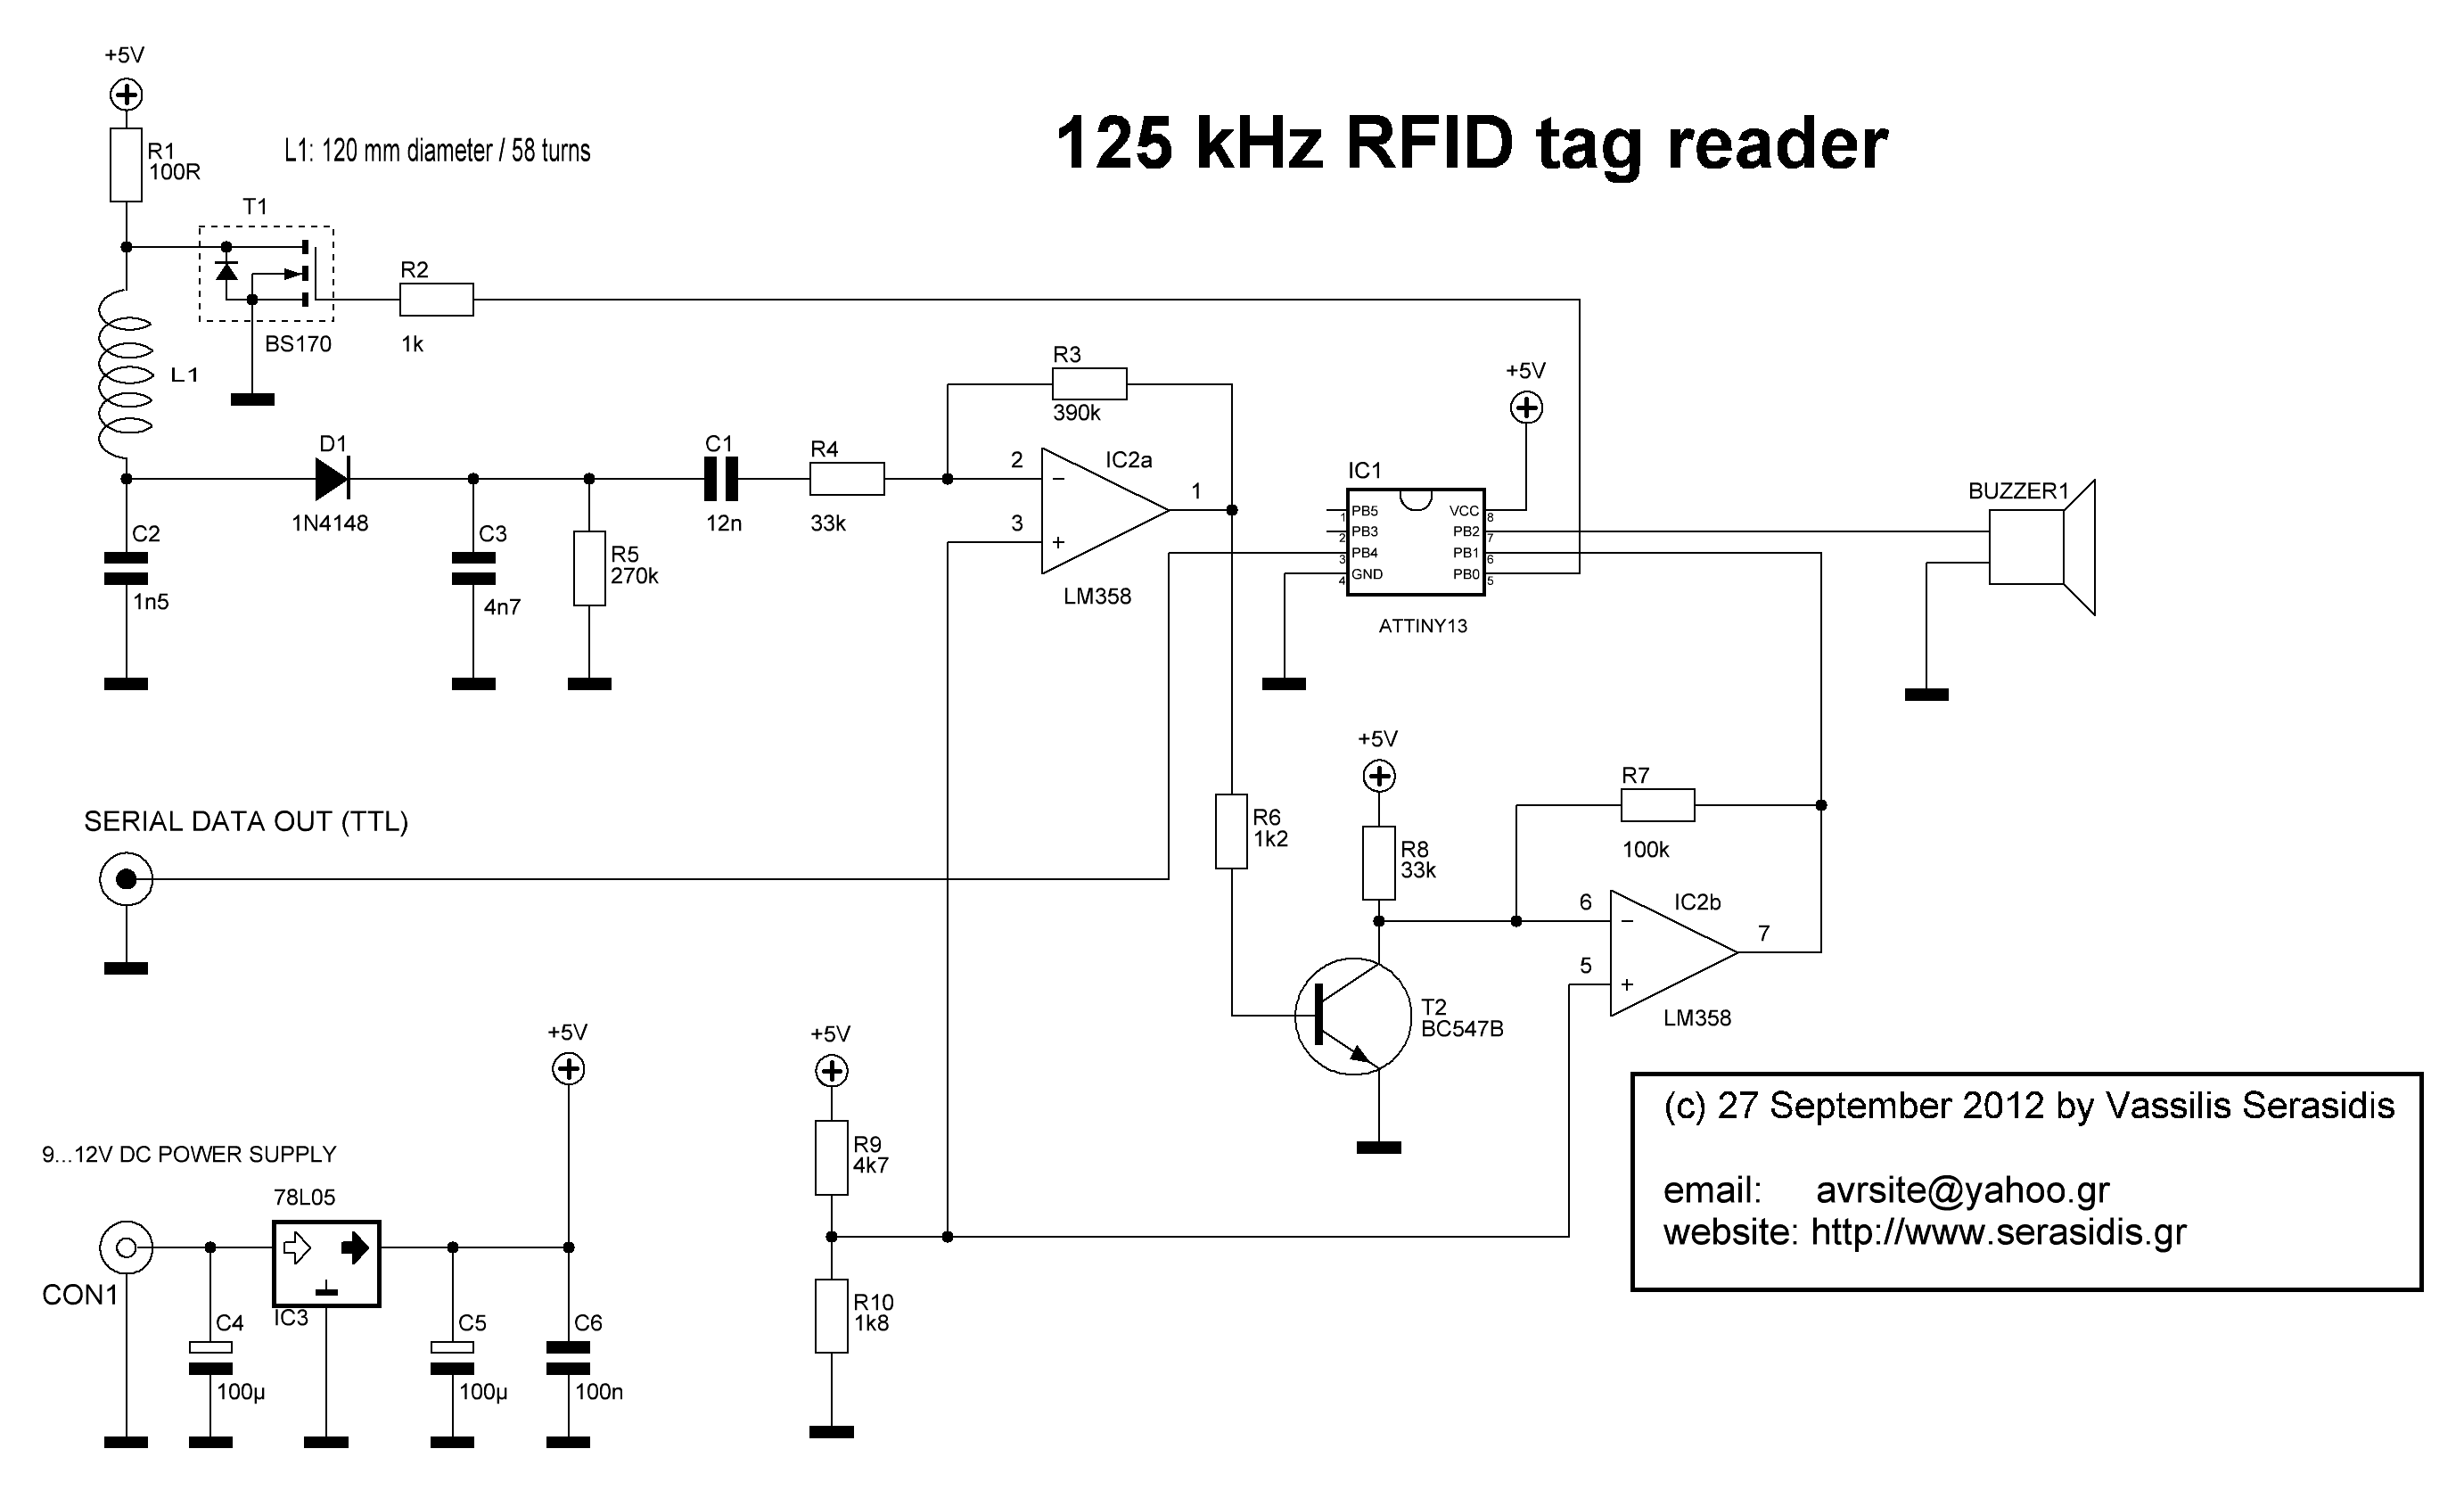 125 kHz RFID tag reader
+5V
R1
100R
L1: 120 mm diameter / 58 turns
T1
BS170
R2
1k
L1
D1
1N4148
C2
1n5
C3
4n7
R5
270k
C1
12n
R4
33k
R3
390k
2
3
IC2a
1
LM358
+5V
IC1
PB5
PB3
PB4
GND
VCC
PB2
PB1
PB0
1
2
3
4
8
7
6
5
ATTINY13
BUZZER1
SERIAL DATA OUT (TTL)
R6
1k2
+5V
R8
33k
R7
100k
6
5
IC2b
7
LM358
T2
BC547B
+5V
9...12V DC POWER SUPPLY
78L05
CON1
IC3
C4
100µ
C5
100µ
C6
100n
+5V
R9
4k7
R10
1k8
(c) 27 September 2012 by Vassilis Serasidis
email: avrsite@yahoo.gr
website: http://www.serasidis.gr